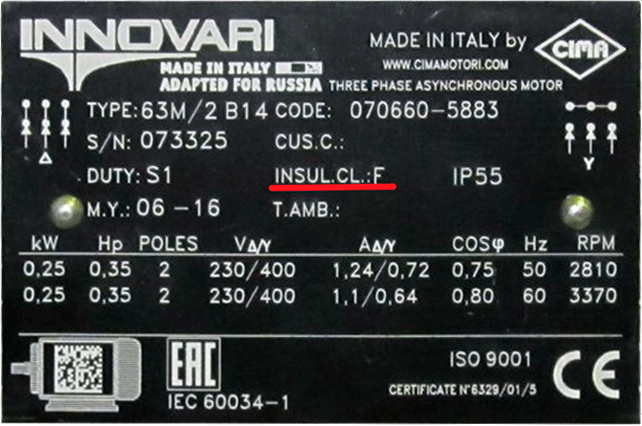 INNOVARI
MADE IN ITALY by CIMA
WWW.CIMAMOTORI.COM
MADE IN ITALY
ADAPTED FOR RUSSIA THREE PHASE ASYNCHRONOUS MOTOR
TYPE: 63M/2 B14 CODE: 070660-5883
S/N: 073325 CUS.C.:
DUTY: S1 INSUL.CL.:F IP55
M.Y.: 06-16 T.AMB.:
Δ Y
kW Hp POLES VΔ/Y AΔ/Y COSφ Hz RPM
0,25 0,35 2 230/400 1,24/0,72 0,75 50 2810
0,25 0,35 2 230/400 1,1/0,64 0,80 60 3370
EAC
IEC 60034-1
ISO 9001
CERTIFICATE N°6329/01/5
CE